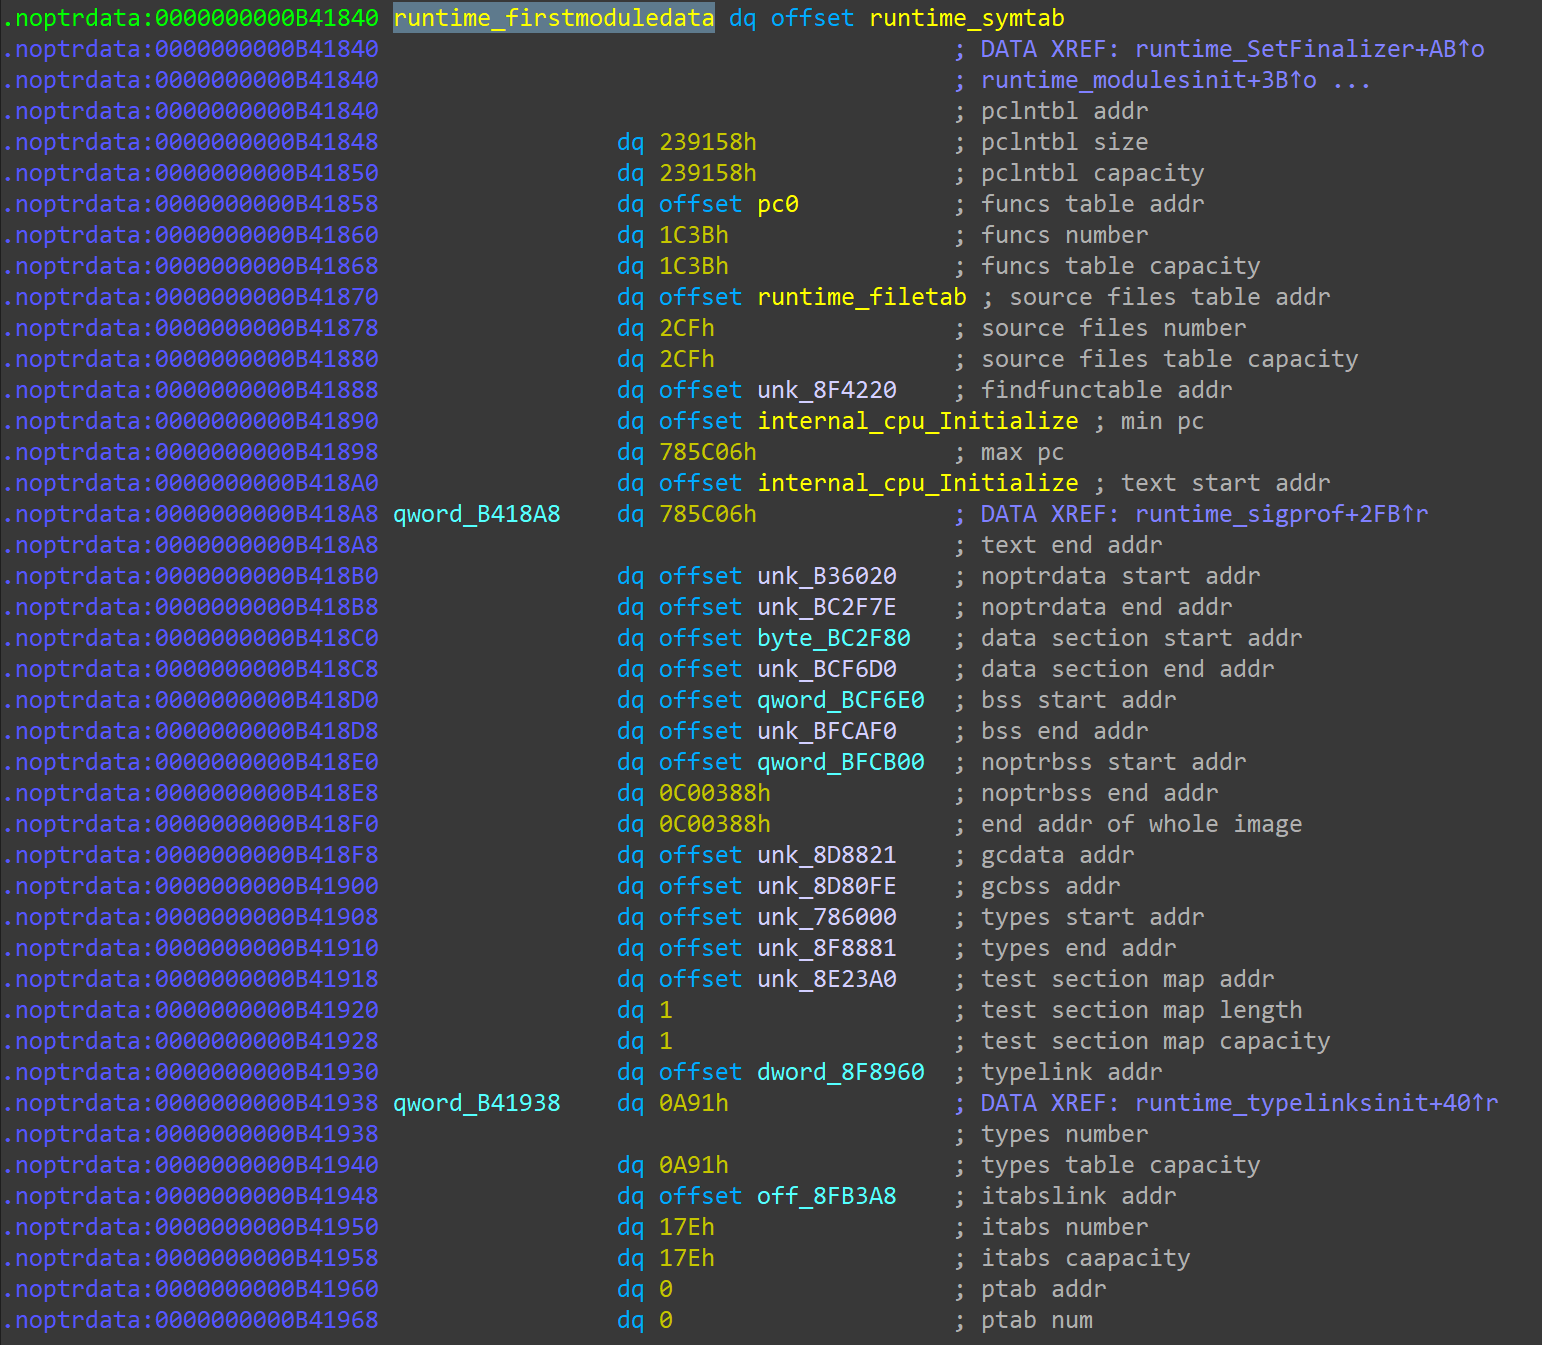 .noptrdata:0000000000B41840 runtime_firstmoduledata dq offset runtime_symtab
.noptrdata:0000000000B41840 ; DATA XREF: runtime_SetFinalizer+AB↑o
.noptrdata:0000000000B41840 ; runtime_modulesinit+3B↑o ...
.noptrdata:0000000000B41840 ; pclntbl addr
.noptrdata:0000000000B41848 dq 239158h ; pclntbl size
.noptrdata:0000000000B41850 dq 239158h ; pclntbl capacity
.noptrdata:0000000000B41858 dq offset pc0 ; funcs table addr
.noptrdata:0000000000B41860 dq 1C3Bh ; funcs number
.noptrdata:0000000000B41868 dq 1C3Bh ; funcs table capacity
.noptrdata:0000000000B41870 dq offset runtime_filetab ; source files table addr
.noptrdata:0000000000B41878 dq 2CFh ; source files number
.noptrdata:0000000000B41880 dq 2CFh ; source files table capacity
.noptrdata:0000000000B41888 dq offset unk_8F4220 ; findfunctable addr
.noptrdata:0000000000B41890 dq offset internal_cpu_Initialize ; min pc
.noptrdata:0000000000B41898 dq 785C06h ; max pc
.noptrdata:0000000000B418A0 dq offset internal_cpu_Initialize ; text start addr
.noptrdata:0000000000B418A8 qword_B418A8 dq 785C06h ; DATA XREF: runtime_sigprof+2FB↑r
.noptrdata:0000000000B418A8 ; text end addr
.noptrdata:0000000000B418B0 dq offset unk_B36020 ; noptrdata start addr
.noptrdata:0000000000B418B8 dq offset unk_BC2F7E ; noptrdata end addr
.noptrdata:0000000000B418C0 dq offset byte_BC2F80 ; data section start addr
.noptrdata:0000000000B418C8 dq offset unk_BCF6D0 ; data section end addr
.noptrdata:0000000000B418D0 dq offset qword_BCF6E0 ; bss start addr
.noptrdata:0000000000B418D8 dq offset unk_BFCAF0 ; bss end addr
.noptrdata:0000000000B418E0 dq offset qword_BFCB00 ; noptrbss start addr
.noptrdata:0000000000B418E8 dq 0C00388h ; noptrbss end addr
.noptrdata:0000000000B418F0 dq 0C00388h ; end addr of whole image
.noptrdata:0000000000B418F8 dq offset unk_8D8821 ; gcdata addr
.noptrdata:0000000000B41900 dq offset unk_8D80FE ; gcbss addr
.noptrdata:0000000000B41908 dq offset unk_786000 ; types start addr
.noptrdata:0000000000B41910 dq offset unk_8F8881 ; types end addr
.noptrdata:0000000000B41918 dq offset unk_8E23A0 ; test section map addr
.noptrdata:0000000000B41920 dq 1 ; test section map length
.noptrdata:0000000000B41928 dq 1 ; test section map capacity
.noptrdata:0000000000B41930 dq offset dword_8F8960 ; typelink addr
.noptrdata:0000000000B41938 qword_B41938 dq 0A91h ; DATA XREF: runtime_typelinksinit+40↑r
.noptrdata:0000000000B41938 ; types number
.noptrdata:0000000000B41940 dq 0A91h ; types table capacity
.noptrdata:0000000000B41948 dq offset off_8FB3A8 ; itabslink addr
.noptrdata:0000000000B41950 dq 17Eh ; itabs number
.noptrdata:0000000000B41958 dq 17Eh ; itabs caapacity
.noptrdata:0000000000B41960 dq 0 ; ptab addr
.noptrdata:0000000000B41968 dq 0 ; ptab num